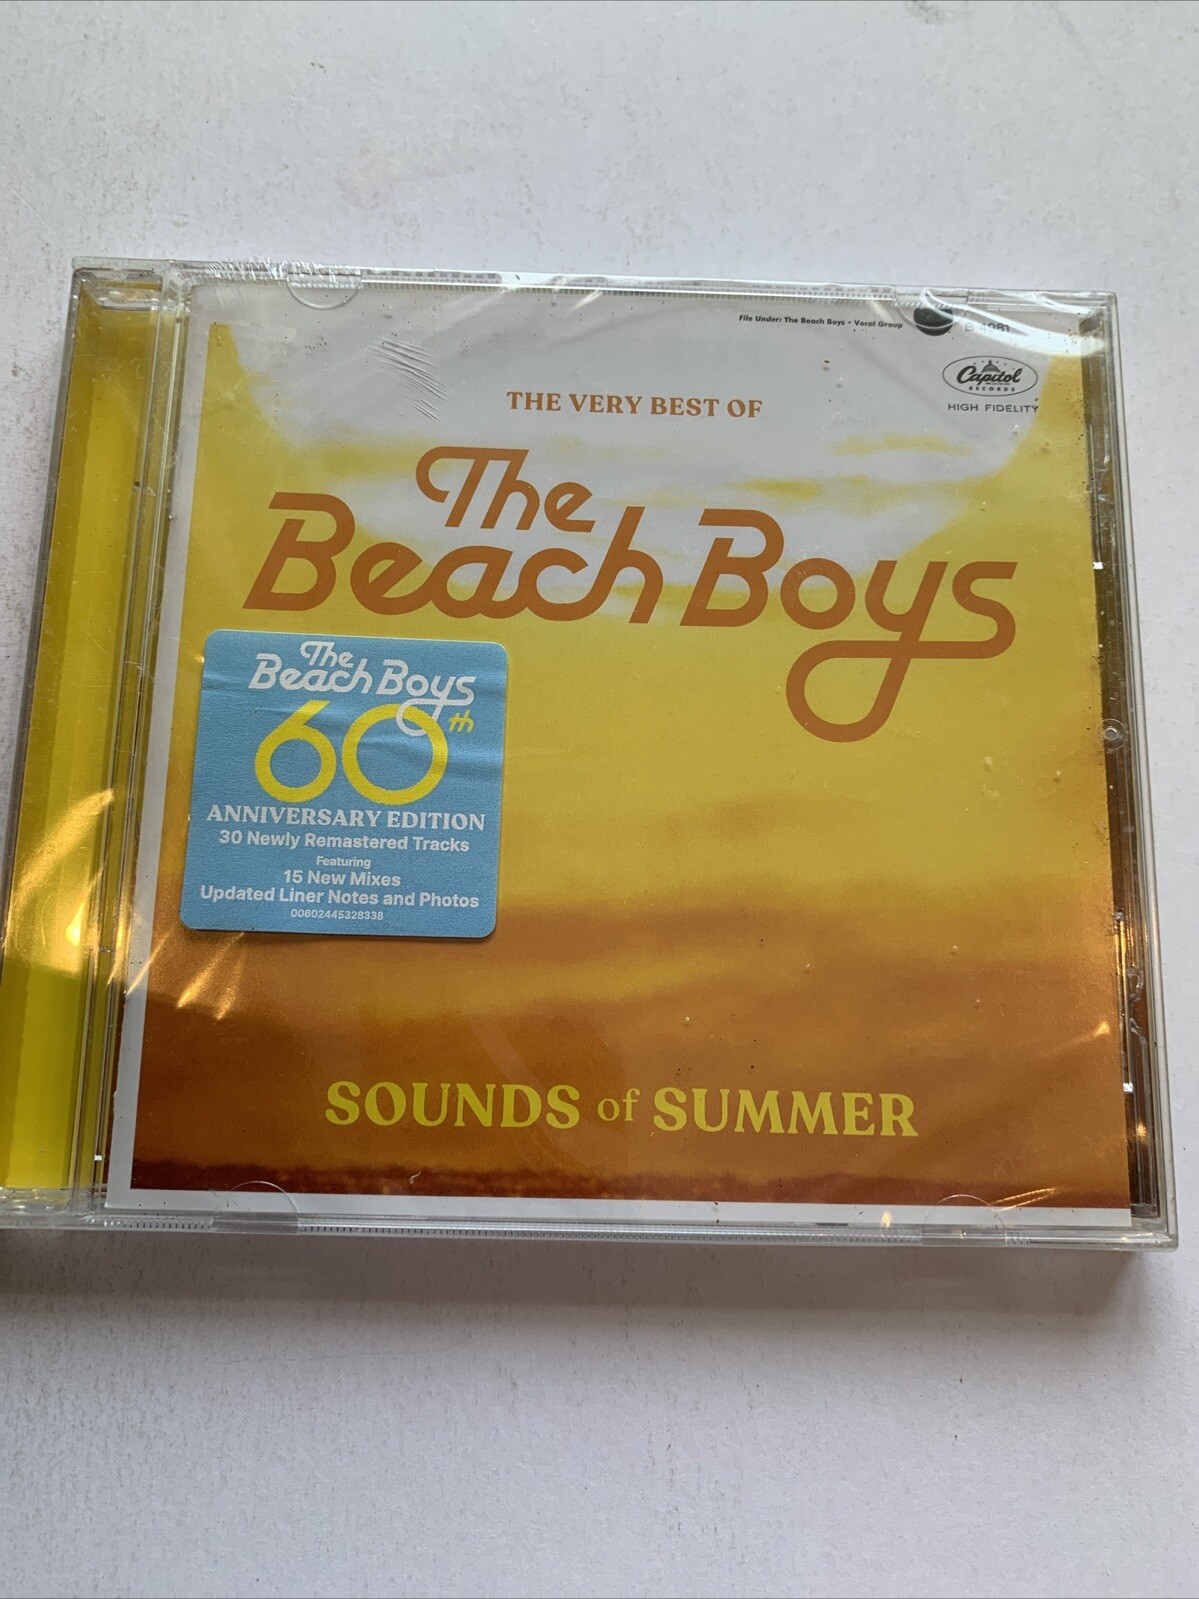 File Under: The Beach Boys • Vocal Group
B 4981
Capitol
RECORDS
HIGH FIDELITY
THE VERY BEST OF
The
Beach Boys
The
Beach Boys
60th
ANNIVERSARY EDITION
30 Newly Remastered Tracks
Featuring
15 New Mixes
Updated Liner Notes and Photos
00602445328338
SOUNDS of SUMMER